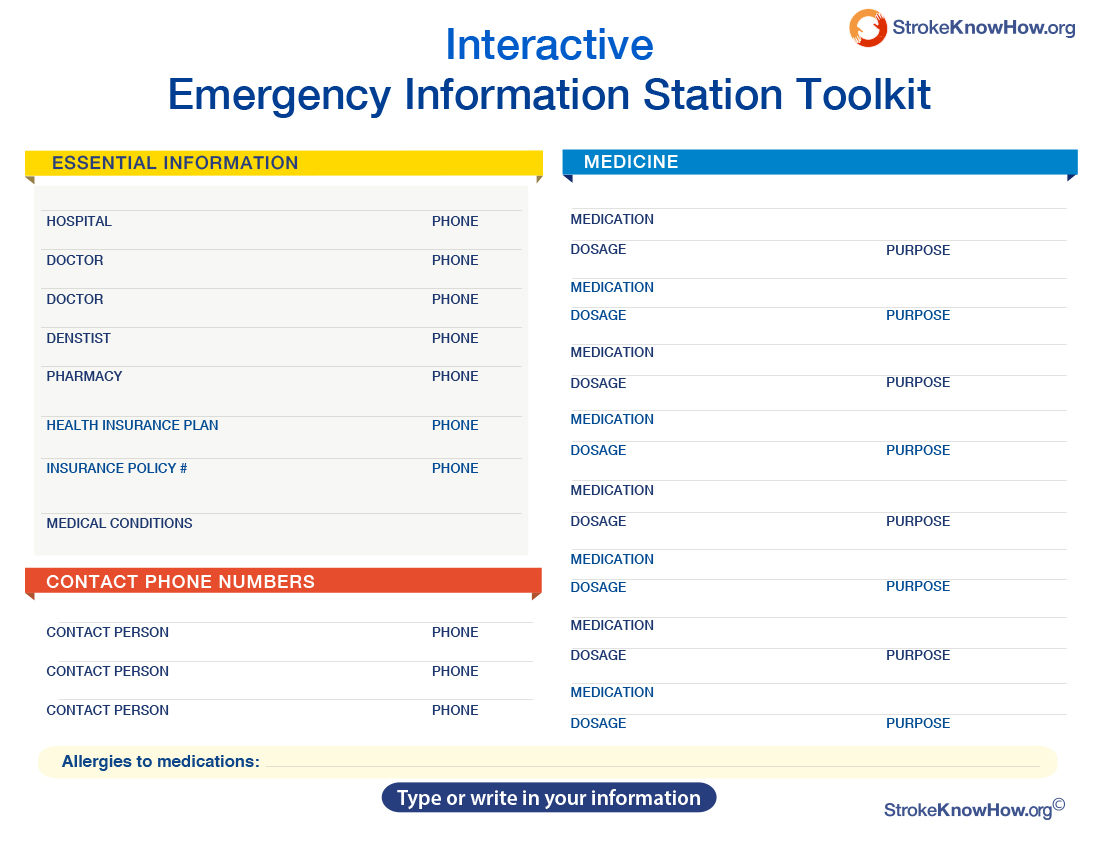 StrokeKnowHow.org
Interactive
Emergency Information Station Toolkit
ESSENTIAL INFORMATION
HOSPITAL PHONE
DOCTOR PHONE
DOCTOR PHONE
DENSTIST PHONE
PHARMACY PHONE
HEALTH INSURANCE PLAN PHONE
INSURANCE POLICY # PHONE
MEDICAL CONDITIONS
CONTACT PHONE NUMBERS
CONTACT PERSON PHONE
CONTACT PERSON PHONE
CONTACT PERSON PHONE
MEDICINE
MEDICATION
DOSAGE PURPOSE
MEDICATION
DOSAGE PURPOSE
MEDICATION
DOSAGE PURPOSE
MEDICATION
DOSAGE PURPOSE
MEDICATION
DOSAGE PURPOSE
MEDICATION
DOSAGE PURPOSE
MEDICATION
DOSAGE PURPOSE
MEDICATION
DOSAGE PURPOSE
Allergies to medications:
Type or write in your information
StrokeKnowHow.org©